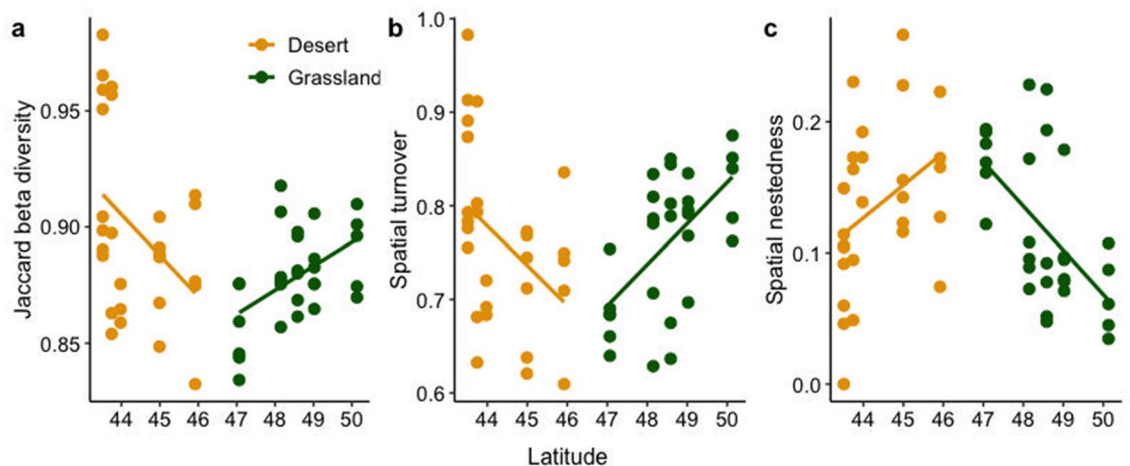 a
Jaccard beta diversity
0.95
0.90
0.85
44 45 46 47 48 49 50
Desert
Grassland
b
Spatial turnover
1.0
0.9
0.8
0.7
0.6
44 45 46 47 48 49 50
c
Spatial nestedness
0.2
0.1
0.0
44 45 46 47 48 49 50
Latitude